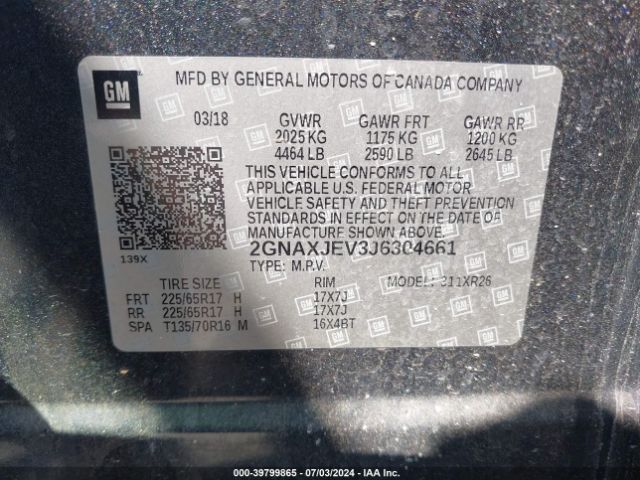 GM
MFD BY GENERAL MOTORS OF CANADA COMPANY
03/18 GVWR GAWR FRT GAWR RR
2025 KG 1175 KG 1200 KG
4464 LB 2590 LB 2645 LB
THIS VEHICLE CONFORMS TO ALL
APPLICABLE U.S. FEDERAL MOTOR
VEHICLE SAFETY AND THEFT PREVENTION
STANDARDS IN EFFECT ON THE DATE OF
MANUFACTURE SHOWN ABOVE.
2GNAXJEV3J6304661
139X TYPE: M.P.V.
TIRE SIZE RIM MODEL: 311XR26
FRT 225/65R17 H 17X7J
RR 225/65R17 H 17X7J
SPA T135/70R16 M 16X4BT
000-39799865 - 07/03/2024 - IAA Inc.